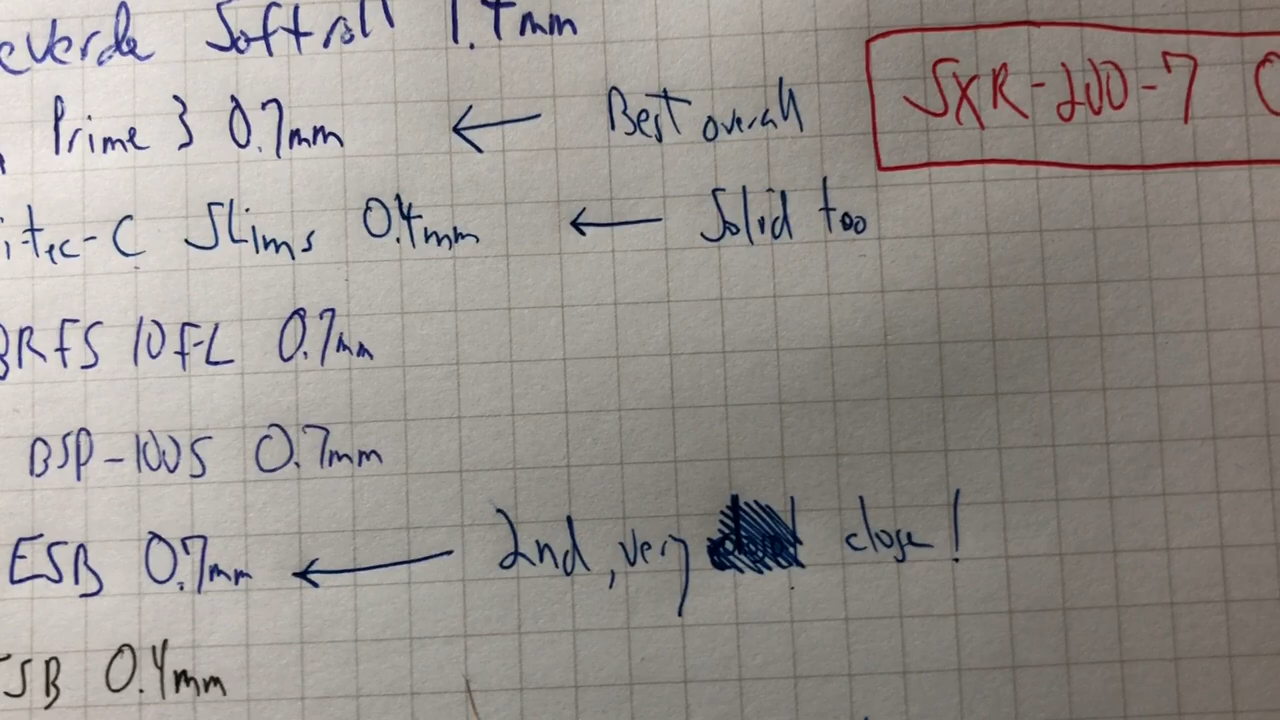 everde Softroll 1.4mm
SXR-200-7
Prime 3 0.7mm ← Best overall
itec-C Slims 0.4mm ← Solid too
BRFS 10F-L 0.7mm
BSP-100S 0.7mm
ESB 0.7mm ← 2nd, very close!
SB 0.4mm